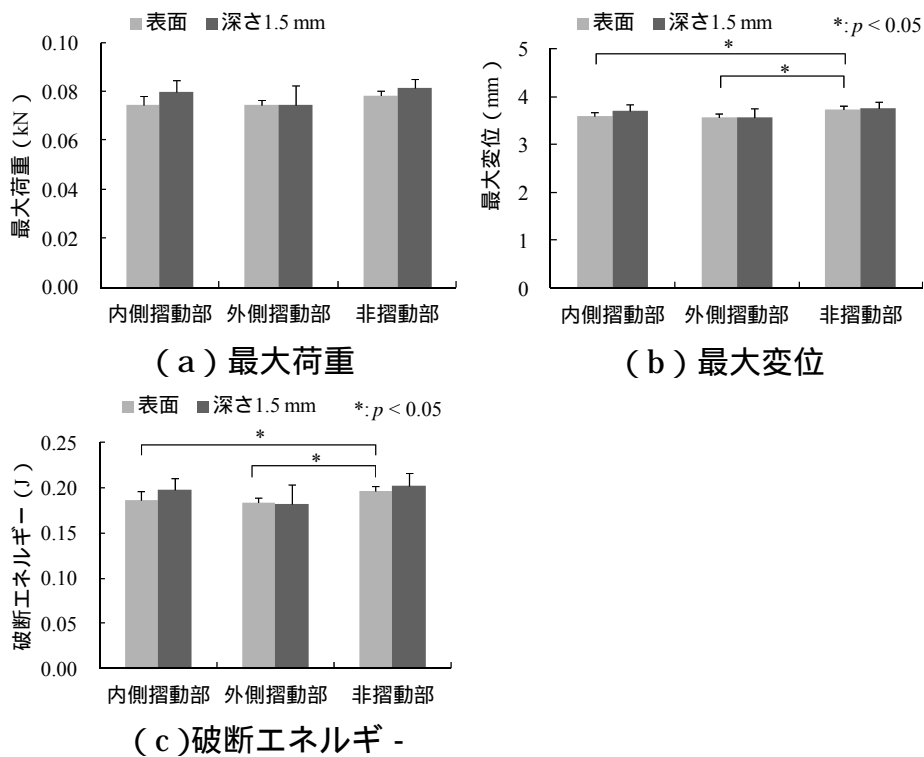 表面 深さ1.5 mm
0.10
0.08
0.06
0.04
0.02
0.00
最大荷重（kN）
内側摺動部 外側摺動部 非摺動部
（a）最大荷重
表面 深さ1.5 mm *: p < 0.05
*
*
5
4
3
2
1
0
最大変位（mm）
内側摺動部 外側摺動部 非摺動部
（b）最大変位
表面 深さ1.5 mm *: p < 0.05
*
*
0.25
0.20
0.15
0.10
0.05
0.00
破断エネルギー（J）
内側摺動部 外側摺動部 非摺動部
（c)破断エネルギ -